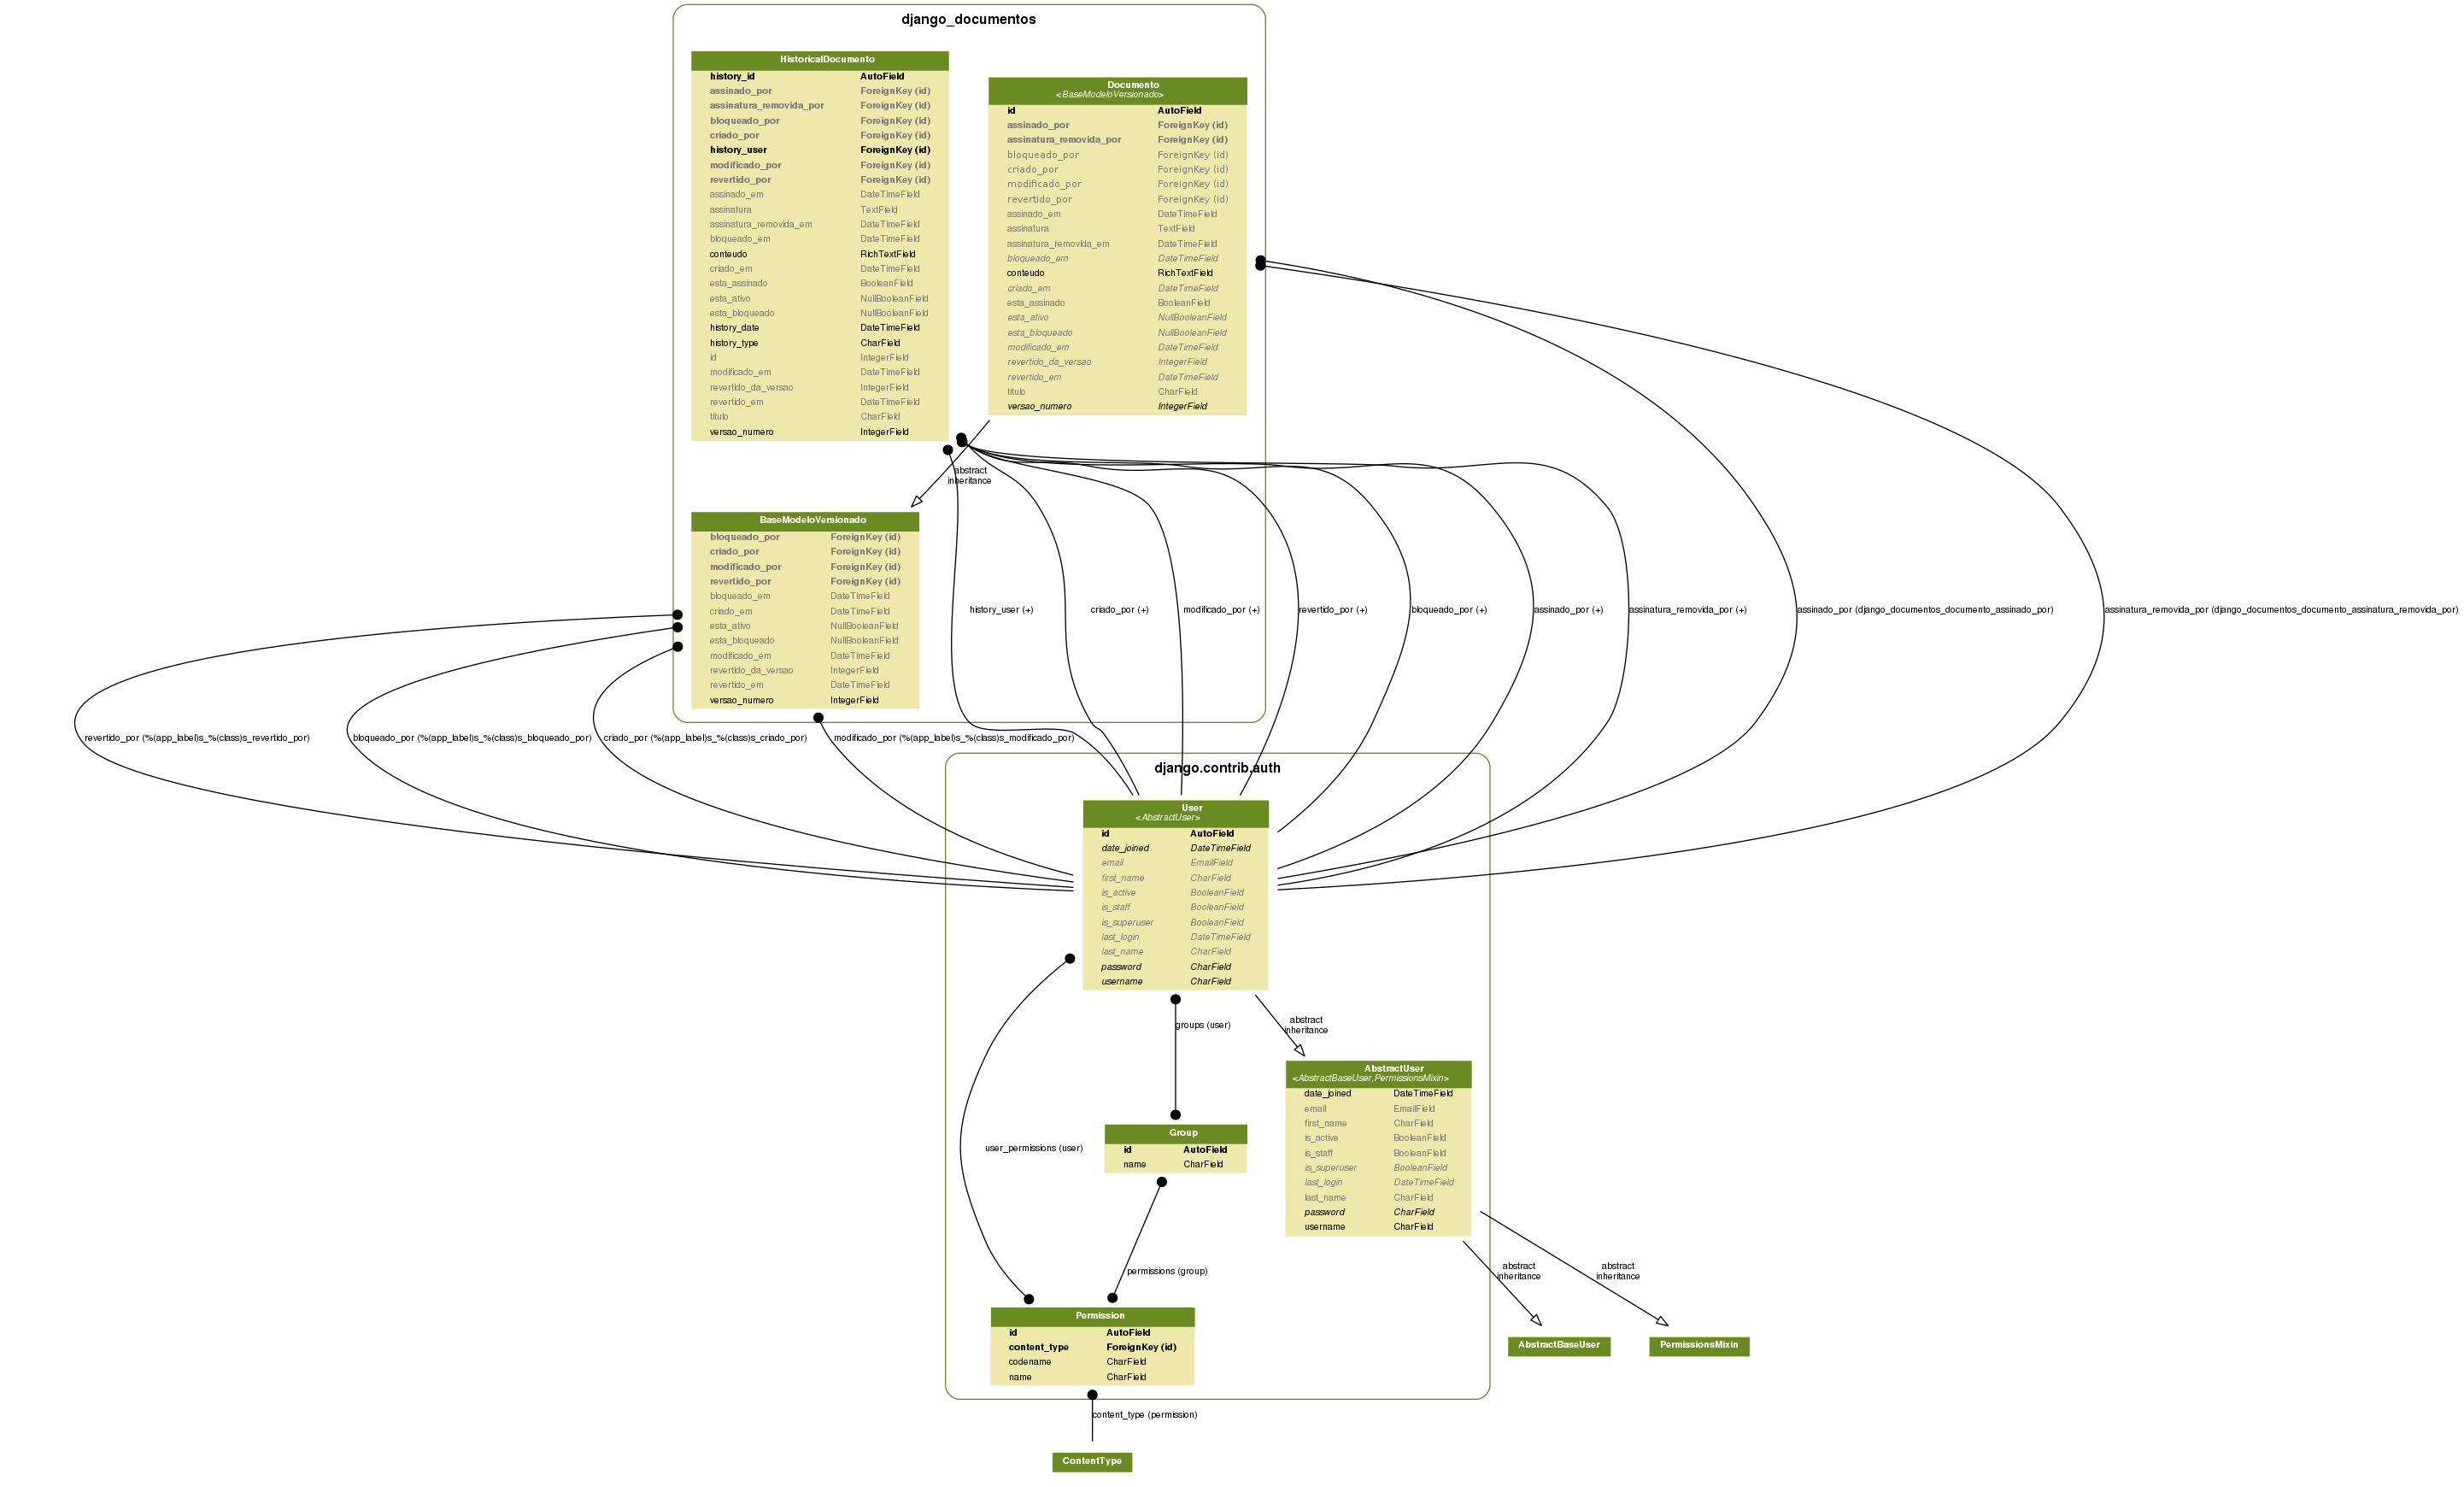 django_documentos
HistoricalDocumento
history_id AutoField
assinado_por ForeignKey (id)
assinatura_removida_por ForeignKey (id)
bloqueado_por ForeignKey (id)
criado_por ForeignKey (id)
history_user ForeignKey (id)
modificado_por ForeignKey (id)
revertido_por ForeignKey (id)
assinado_em DateTimeField
assinatura TextField
assinatura_removida_em DateTimeField
bloqueado_em DateTimeField
conteudo RichTextField
criado_em DateTimeField
esta_assinado BooleanField
esta_ativo NullBooleanField
esta_bloqueado NullBooleanField
history_date DateTimeField
history_type CharField
id IntegerField
modificado_em DateTimeField
revertido_da_versao IntegerField
revertido_em DateTimeField
titulo CharField
versao_numero IntegerField
Documento
<BaseModeloVersionado>
id AutoField
assinado_por ForeignKey (id)
assinatura_removida_por ForeignKey (id)
bloqueado_por ForeignKey (id)
criado_por ForeignKey (id)
modificado_por ForeignKey (id)
revertido_por ForeignKey (id)
assinado_em DateTimeField
assinatura TextField
assinatura_removida_em DateTimeField
bloqueado_em DateTimeField
conteudo RichTextField
criado_em DateTimeField
esta_assinado BooleanField
esta_ativo NullBooleanField
esta_bloqueado NullBooleanField
modificado_em DateTimeField
revertido_da_versao IntegerField
revertido_em DateTimeField
titulo CharField
versao_numero IntegerField
abstract
inheritance
BaseModeloVersionado
bloqueado_por ForeignKey (id)
criado_por ForeignKey (id)
modificado_por ForeignKey (id)
revertido_por ForeignKey (id)
bloqueado_em DateTimeField
criado_em DateTimeField
esta_ativo NullBooleanField
esta_bloqueado NullBooleanField
modificado_em DateTimeField
revertido_da_versao IntegerField
revertido_em DateTimeField
versao_numero IntegerField
history_user (+)
criado_por (+)
modificado_por (+)
revertido_por (+)
bloqueado_por (+)
assinado_por (+)
assinatura_removida_por (+)
assinado_por (django_documentos_documento_assinado_por)
assinatura_removida_por (django_documentos_documento_assinatura_removida_por)
revertido_por (%(app_label)s_%(class)s_revertido_por)
bloqueado_por (%(app_label)s_%(class)s_bloqueado_por)
criado_por (%(app_label)s_%(class)s_criado_por)
modificado_por (%(app_label)s_%(class)s_modificado_por)
django.contrib.auth
User
<AbstractUser>
id AutoField
date_joined DateTimeField
email EmailField
first_name CharField
is_active BooleanField
is_staff BooleanField
is_superuser BooleanField
last_login DateTimeField
last_name CharField
password CharField
username CharField
groups (user)
abstract
inheritance
AbstractUser
<AbstractBaseUser,PermissionsMixin>
date_joined DateTimeField
email EmailField
first_name CharField
is_active BooleanField
is_staff BooleanField
is_superuser BooleanField
last_login DateTimeField
last_name CharField
password CharField
username CharField
user_permissions (user)
Group
id AutoField
name CharField
permissions (group)
abstract
inheritance
abstract
inheritance
Permission
id AutoField
content_type ForeignKey (id)
codename CharField
name CharField
AbstractBaseUser
PermissionsMixin
content_type (permission)
ContentType